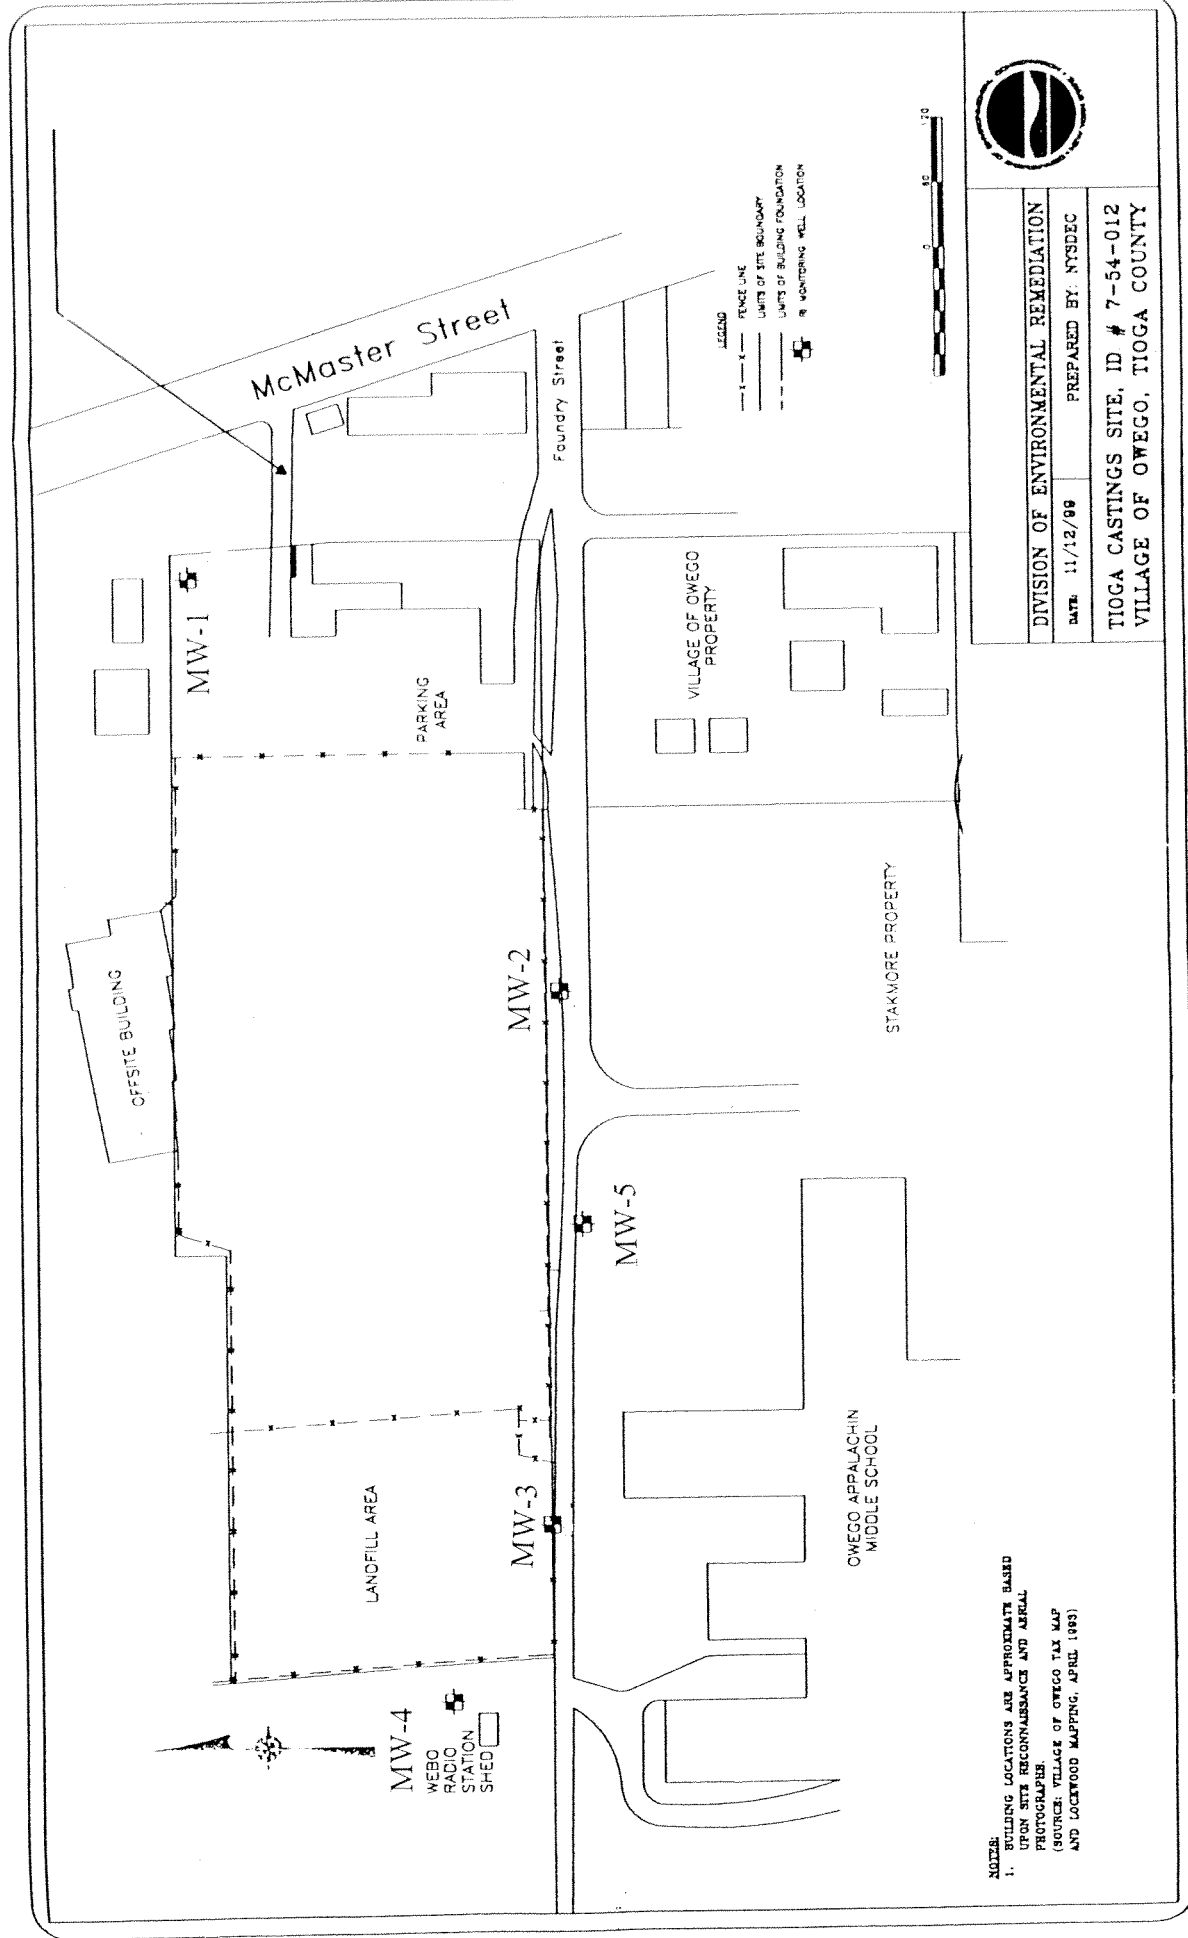 McMaster Street
Foundry Street
MW-1
PARKING
AREA
OFFSITE BUILDING
MW-2
MW-5
MW-3
LANDFILL AREA
MW-4
WEBO
RADIO
STATION
SHED
VILLAGE OF OWEGO
PROPERTY
STAKMORE PROPERTY
OWEGO APPALACHIN
MIDDLE SCHOOL
LEGEND
FENCE LINE
LIMITS OF SITE BOUNDARY
LIMITS OF BUILDING FOUNDATION
RI MONITORING WELL LOCATION
0 60 120
NOTES:
1. BUILDING LOCATIONS ARE APPROXIMATE BASED
UPON SITE RECONNAISSANCE AND AERIAL
PHOTOGRAPHS.
(SOURCE: VILLAGE OF OWEGO TAX MAP
AND LOCKWOOD MAPPING, APRIL 1993)
DIVISION OF ENVIRONMENTAL REMEDIATION
DATE: 11/12/99 PREPARED BY: NYSDEC
TIOGA CASTINGS SITE, ID # 7-54-012
VILLAGE OF OWEGO, TIOGA COUNTY